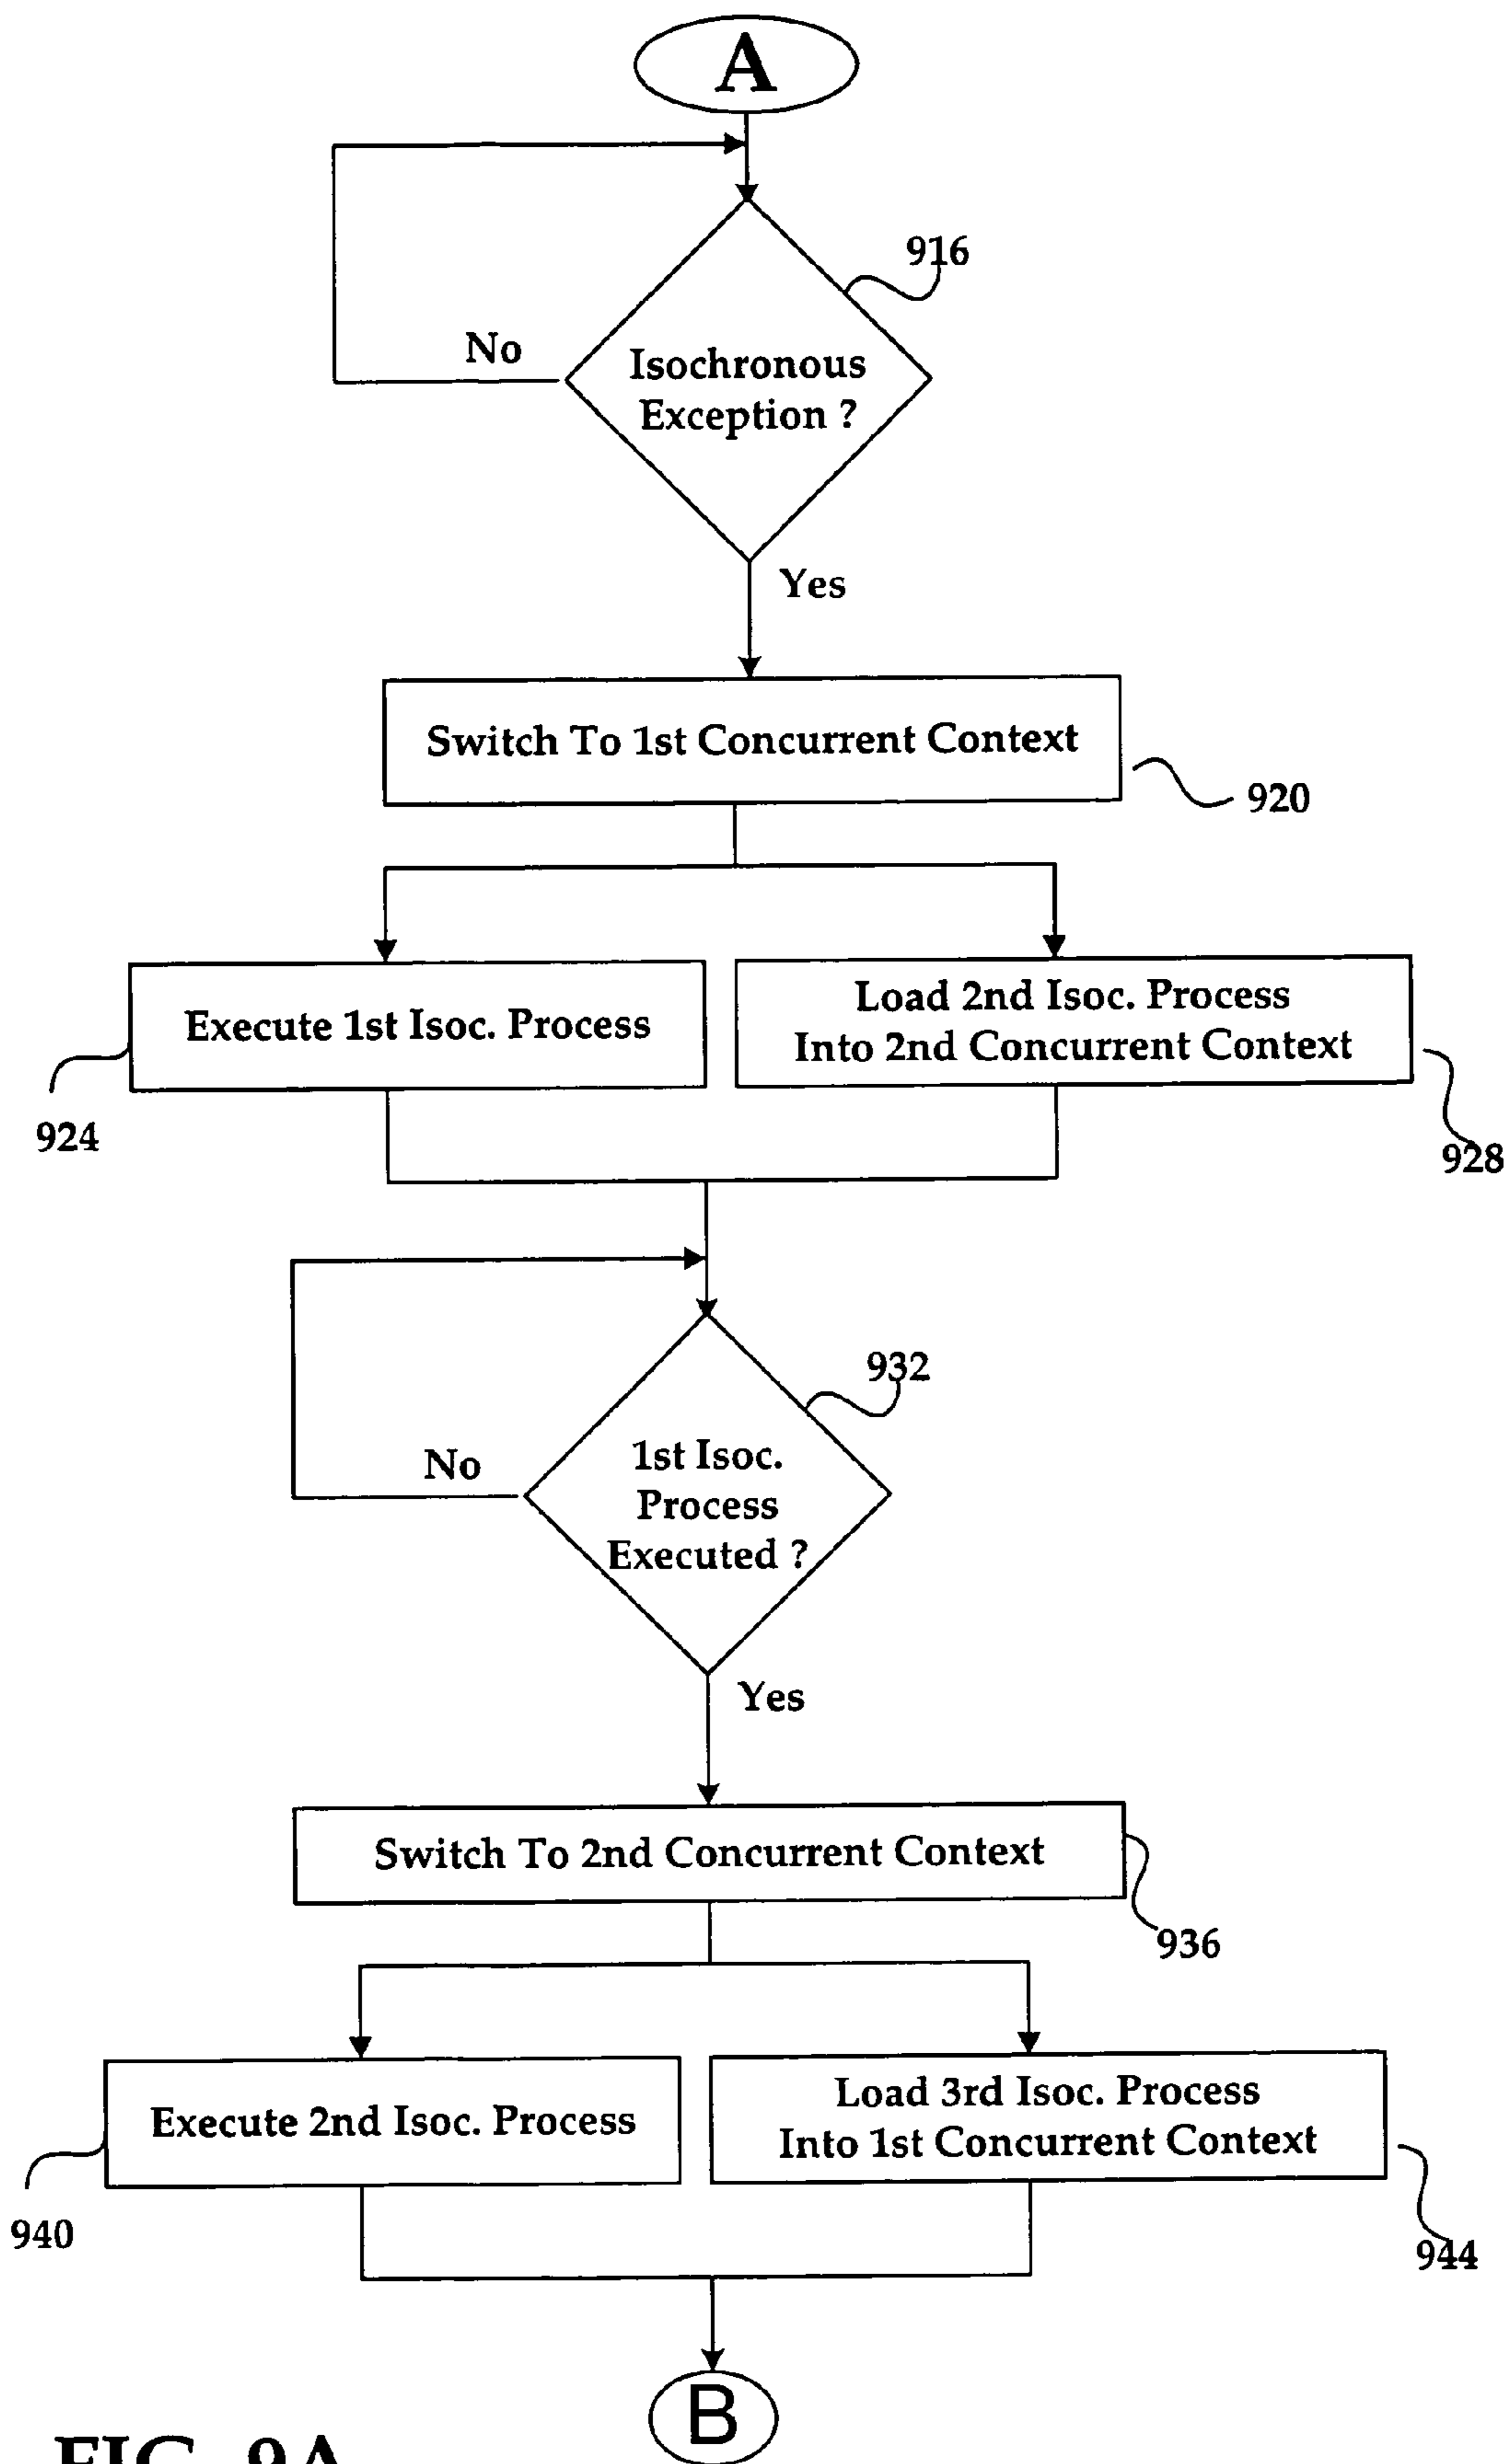 A
916
No
Isochronous
Exception ?
Yes
Switch To 1st Concurrent Context
920
Execute 1st Isoc. Process
Load 2nd Isoc. Process
Into 2nd Concurrent Context
924
928
932
No
1st Isoc.
Process
Executed ?
Yes
Switch To 2nd Concurrent Context
936
Execute 2nd Isoc. Process
Load 3rd Isoc. Process
Into 1st Concurrent Context
940
944
B
FIG. 9A